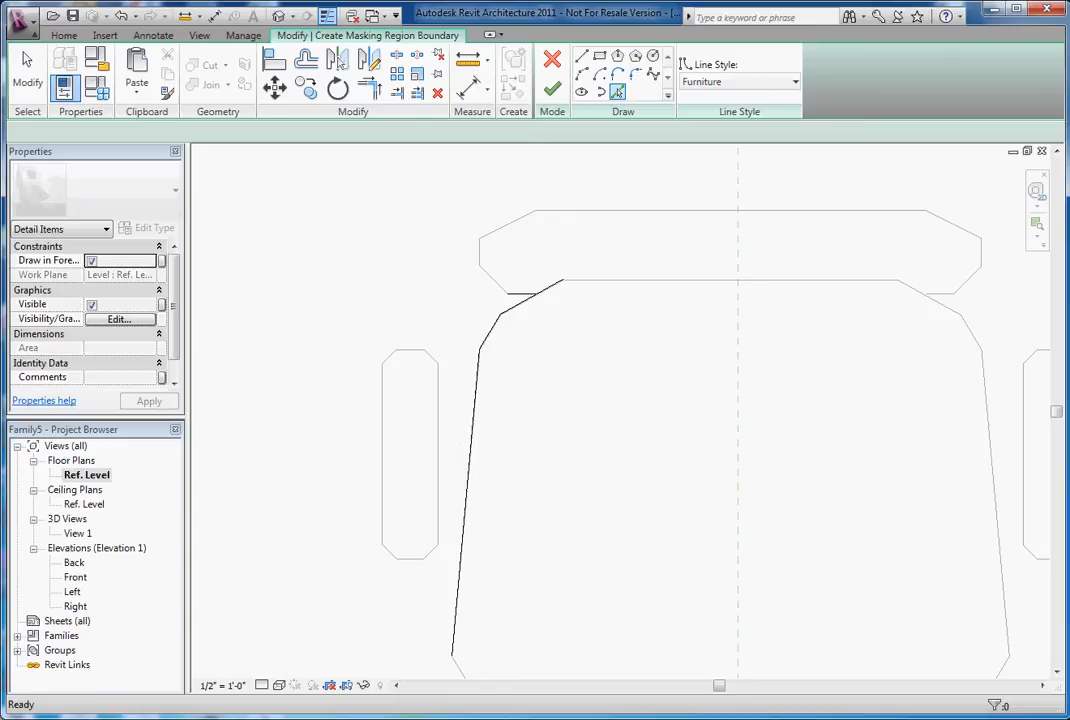 Autodesk Revit Architecture 2011 - Not For Resale Version - [...
Type a keyword or phrase
Home
Insert
Annotate
View
Manage
Modify | Create Masking Region Boundary
Modify
Paste
Cut
Join
Line Style:
Furniture
Select
Properties
Clipboard
Geometry
Modify
Measure
Create
Mode
Draw
Line Style
Properties
Detail Items
Edit Type
Constraints
Draw in Fore...
Work Plane
Level : Ref. Le...
Graphics
Visible
Visibility/Gra...
Edit...
Dimensions
Area
Identity Data
Comments
Properties help
Apply
Family5 - Project Browser
Views (all)
Floor Plans
Ref. Level
Ceiling Plans
Ref. Level
3D Views
View 1
Elevations (Elevation 1)
Back
Front
Left
Right
Sheets (all)
Families
Groups
Revit Links
2D
1/2" = 1'-0"
Ready
:0